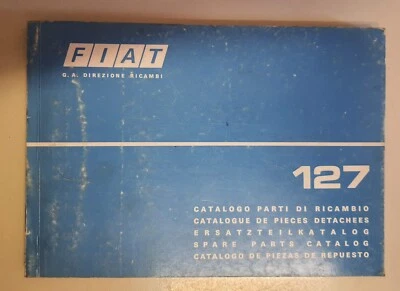 FIAT
G. A. DIREZIONE RICAMBI
127
CATALOGO PARTI DI RICAMBIO
CATALOGUE DE PIECES DETACHEES
ERSATZTEILKATALOG
SPARE PARTS CATALOG
CATALOGO DE PIEZAS DE REPUESTO